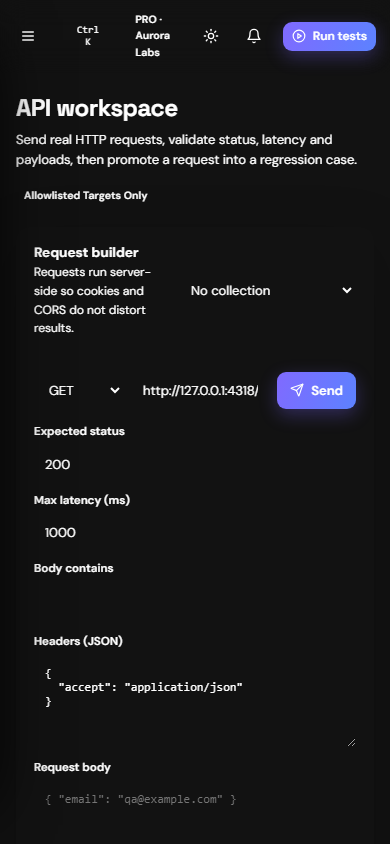 Ctrl K
PRO · Aurora Labs
Run tests
API workspace
Send real HTTP requests, validate status, latency and
payloads, then promote a request into a regression case.
Allowlisted Targets Only
Request builder
Requests run server-
side so cookies and
CORS do not distort
results.
No collection
GET
http://127.0.0.1:4318/
Send
Expected status
200
Max latency (ms)
1000
Body contains
Headers (JSON)
{
  "accept": "application/json"
}
Request body
{ "email": "qa@example.com" }